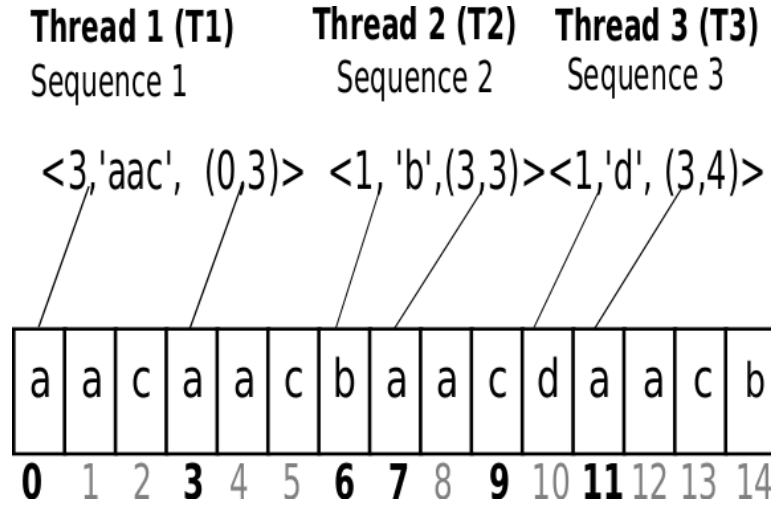 Thread 1 (T1) Thread 2 (T2) Thread 3 (T3)
Sequence 1 Sequence 2 Sequence 3
<3,'aac', (0,3)> <1, 'b',(3,3)><1,'d', (3,4)>
a a c a a c b a a c d a a c b
0 1 2 3 4 5 6 7 8 9 10 11 12 13 14